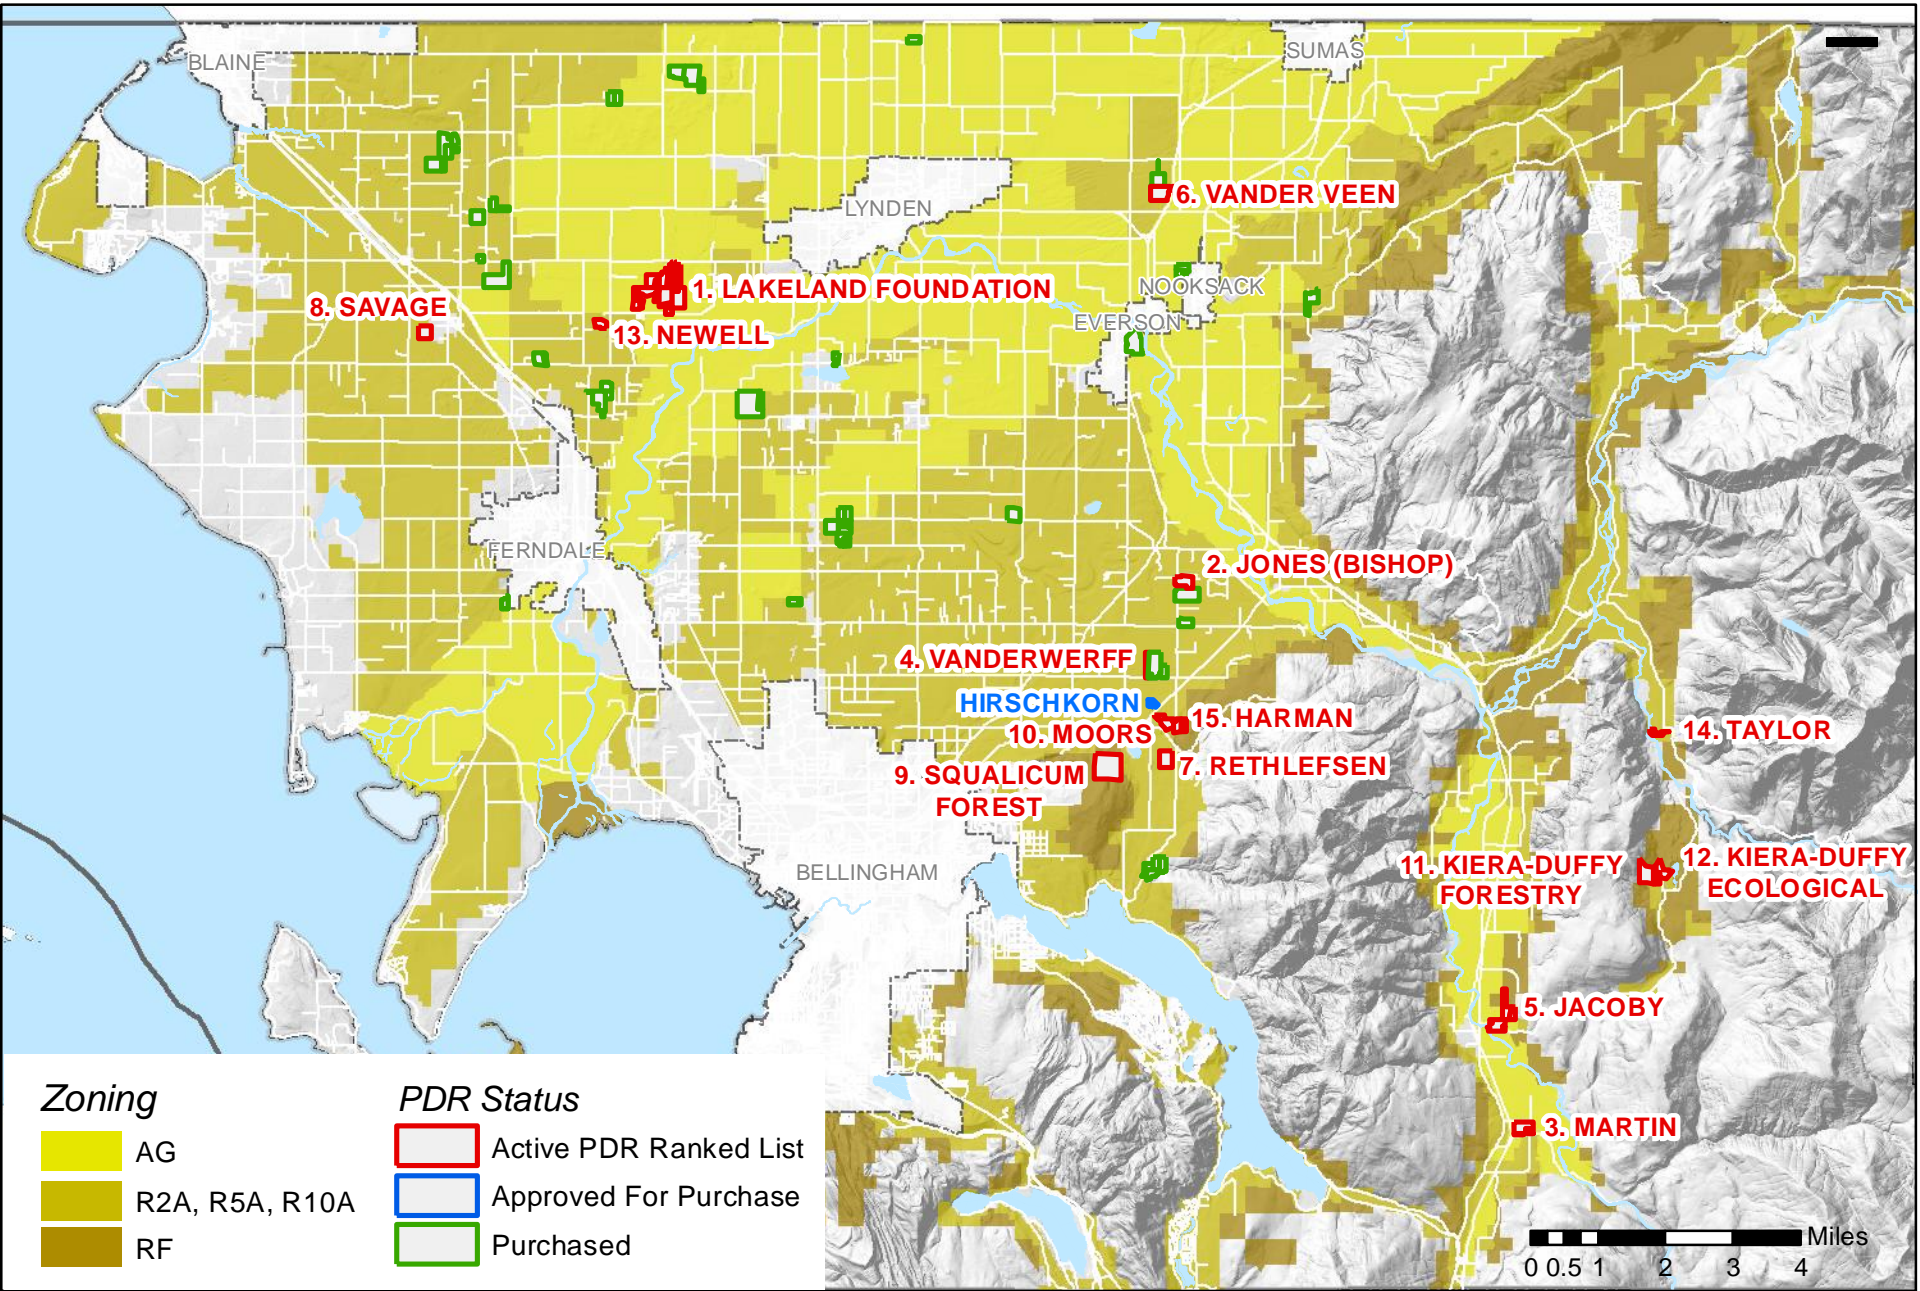 BLAINE
SUMAS
6. VANDER VEEN
LYNDEN
1. LAKELAND FOUNDATION
NOOKSACK
8. SAVAGE
EVERSON
13. NEWELL
FERNDALE
2. JONES (BISHOP)
4. VANDERWERFF
HIRSCHKORN
15. HARMAN
10. MOORS
14. TAYLOR
7. RETHLEFSEN
9. SQUALICUM
FOREST
BELLINGHAM
11. KIERA-DUFFY
FORESTRY
12. KIERA-DUFFY
ECOLOGICAL
5. JACOBY
3. MARTIN
Zoning
AG
R2A, R5A, R10A
RF
PDR Status
Active PDR Ranked List
Approved For Purchase
Purchased
Miles
0 0.5 1 2 3 4